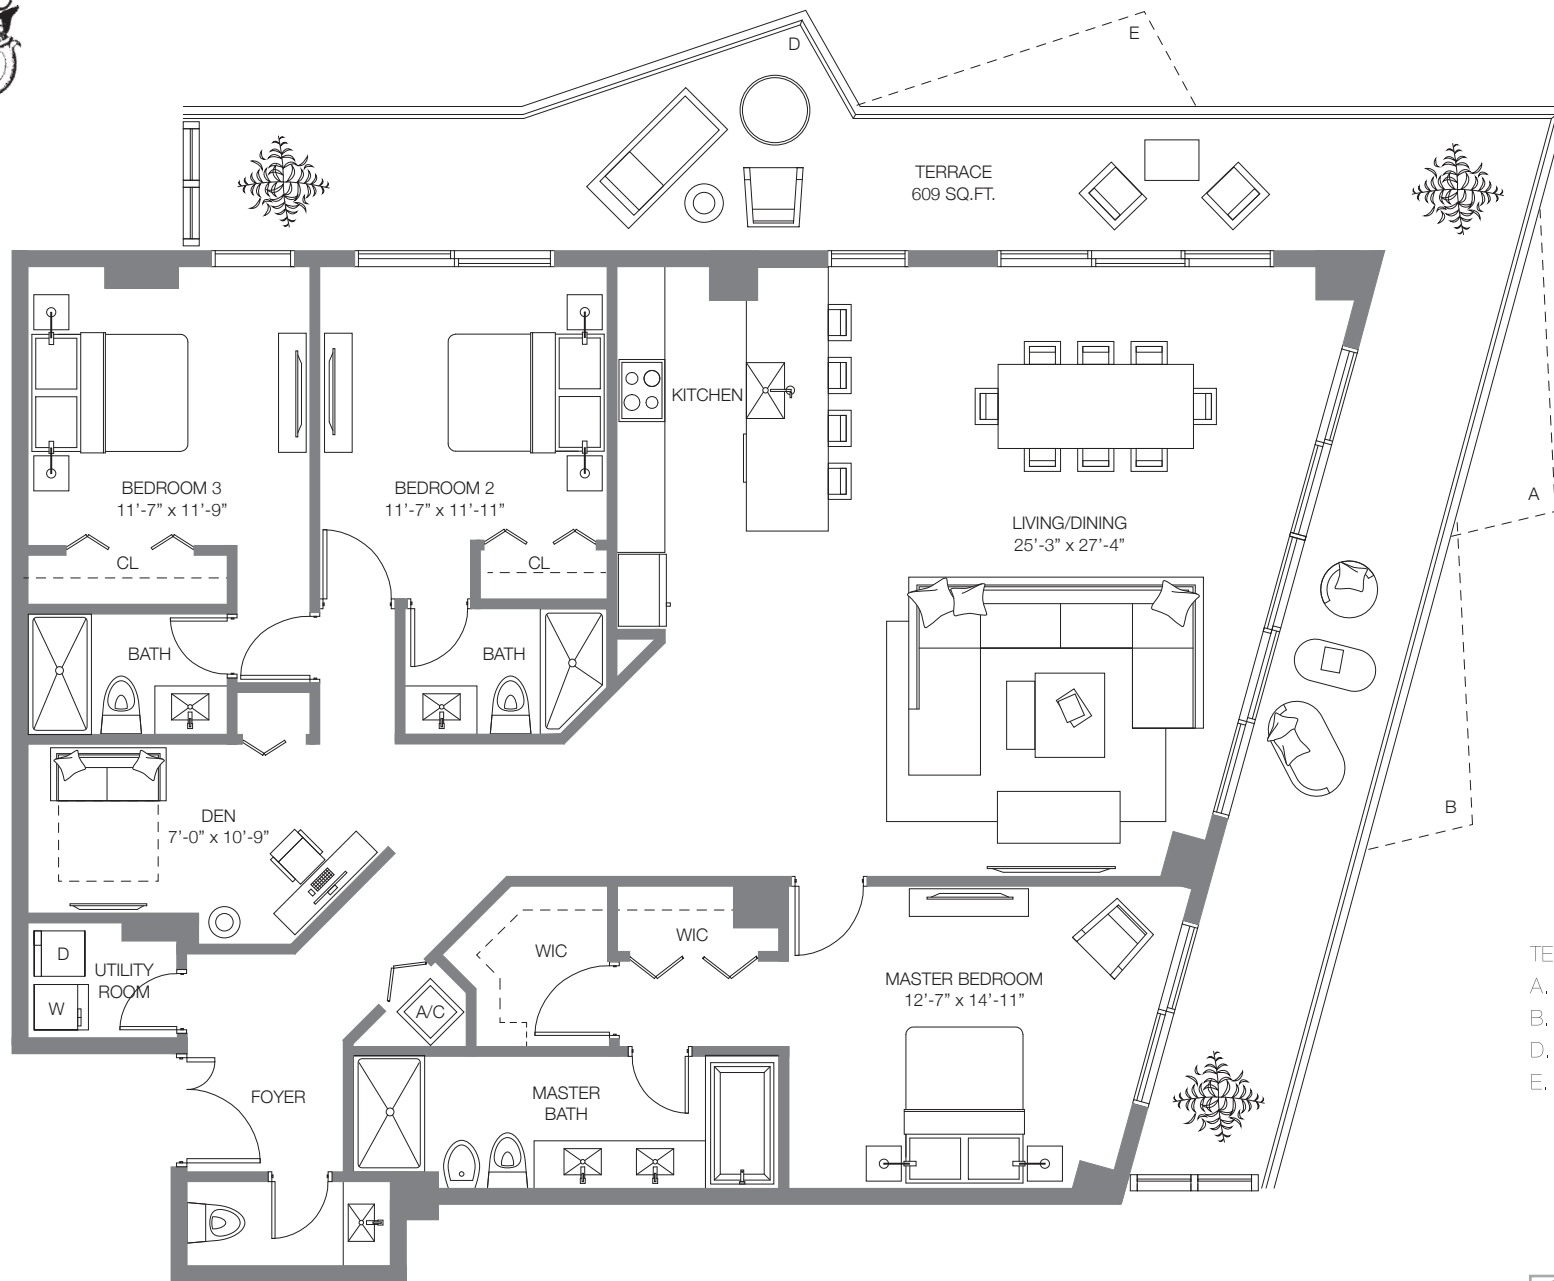 D
E
TERRACE
609 SQ.FT.
KITCHEN
BEDROOM 3
11’-7” x 11’-9”
BEDROOM 2
11’-7” x 11’-11”
A
LIVING/DINING
25’-3” x 27’-4”
CL
CL
BATH
BATH
B
DEN
7’-0” x 10’-9”
WIC
WIC
D
UTILITY
ROOM
W
MASTER BEDROOM
12’-7” x 14’-11”
A/C
TE
A.
B.
D.
E.
FOYER
MASTER
BATH